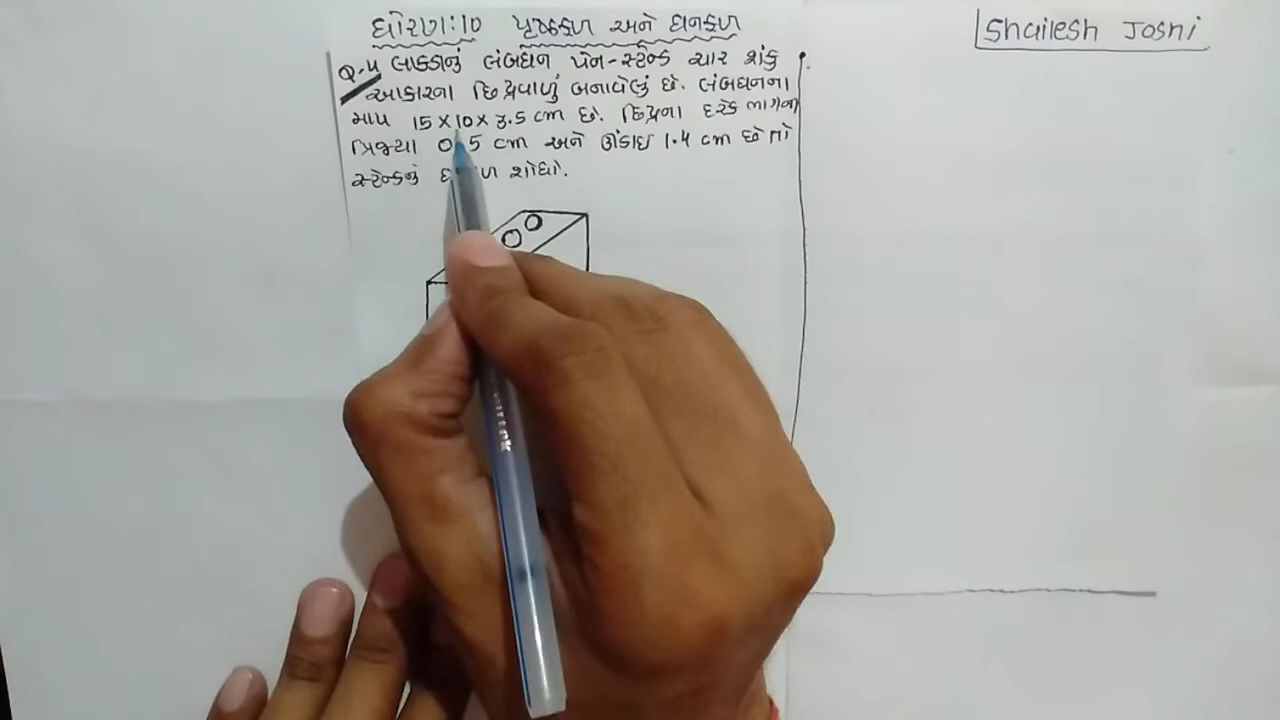 ધોરણ:10 પૃષ્ઠફળ અને ઘનફળ
Shailesh Joshi
Q-4 લાકડાનું લંબઘન પેન-સ્ટેન્ડ ચાર શંકુ
આકારના છિદ્રેવાળું બનાવેલું છે. લંબઘનના
માપ 15 × 10 × 3.5 cm છે. છિદ્રના દરેક ભાગના
ત્રિજ્યા 0.5 cm અને ઊંડાઇ 1.4 cm છે તો
સ્ટેન્ડનું શોધો.